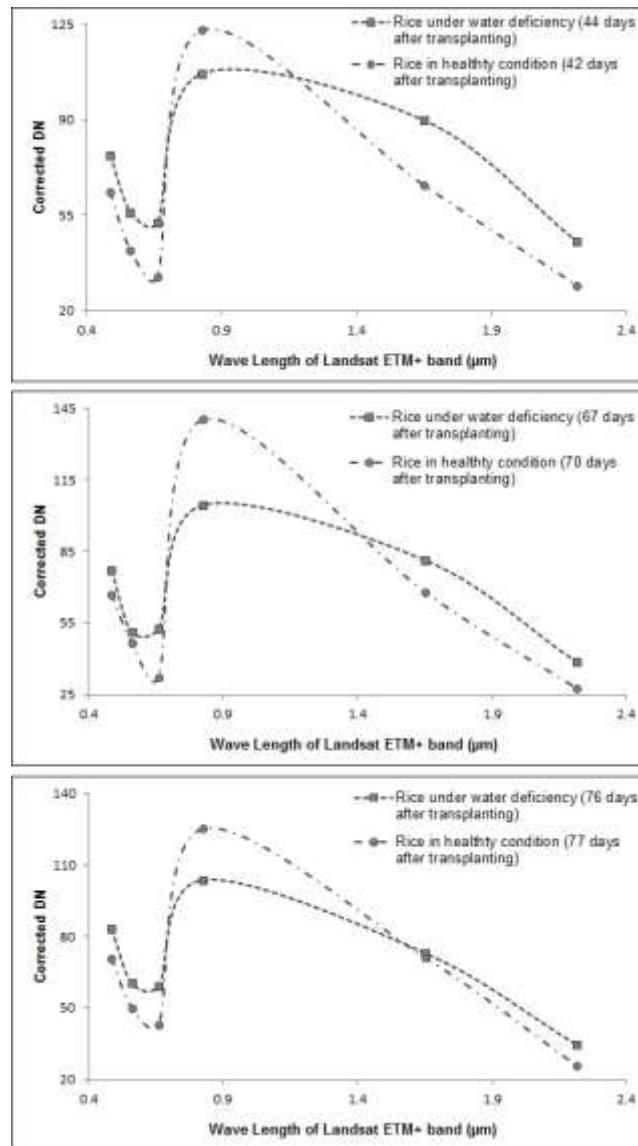 125
90
55
20
Corrected DN
Rice under water deficiency (44 days
after transplanting)
Rice in healthty condition (42 days
after transplanting)
0.4 0.9 1.4 1.9 2.4
Wave Length of Landsat ETM+ band (µm)
145
115
85
55
25
Corrected DN
Rice under water deficiency (67 days
after transplanting)
Rice in healthty condition (70 days
after transplanting)
0.4 0.9 1.4 1.9 2.4
Wave Length of Landsat ETM+ band (µm)
140
110
80
50
20
Corrected DN
Rice under water deficiency (76 days
after transplanting)
Rice in healthty condition (77 days
after transplanting)
0.4 0.9 1.4 1.9 2.4
Wave Length of Landsat ETM+ band (µm)